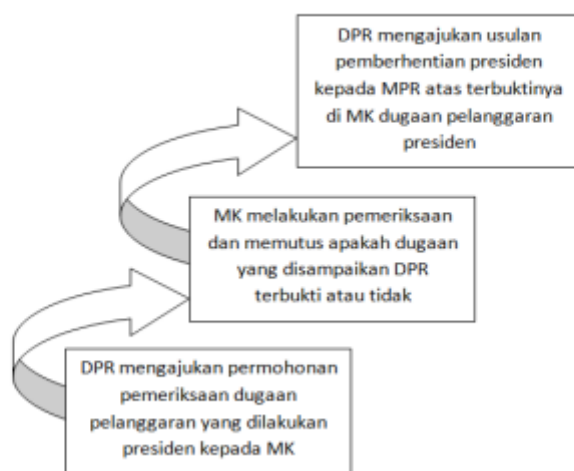 DPR mengajukan usulan
pemberhentian presiden
kepada MPR atas terbuktinya
di MK dugaan pelanggaran
presiden
MK melakukan pemeriksaan
dan memutus apakah dugaan
yang disampaikan DPR
terbukti atau tidak
DPR mengajukan permohonan
pemeriksaan dugaan
pelanggaran yang dilakukan
presiden kepada MK